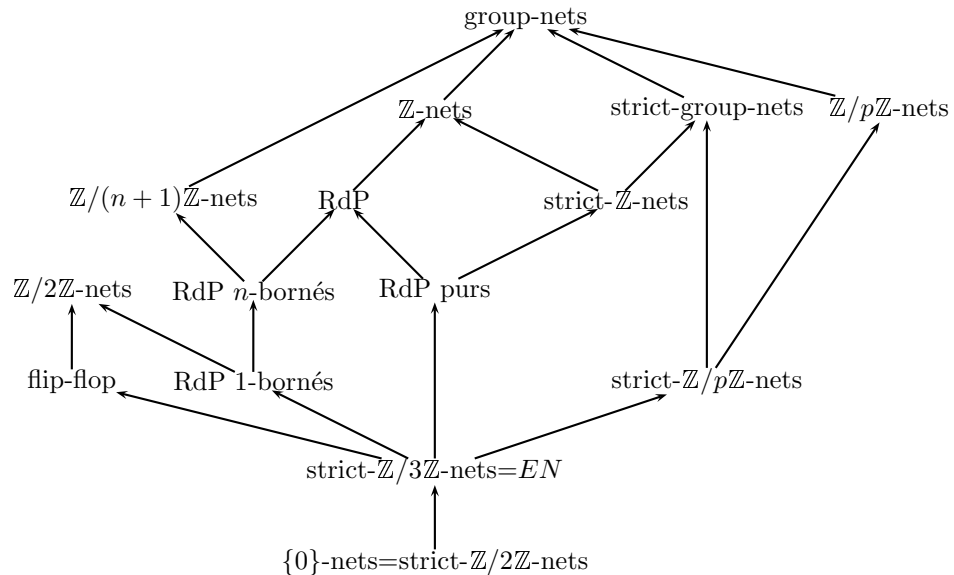 group-nets
ℤ-nets
strict-group-nets
ℤ/pℤ-nets
ℤ/(n + 1)ℤ-nets
RdP
strict-ℤ-nets
ℤ/2ℤ-nets
RdP n-bornés
RdP purs
flip-flop
RdP 1-bornés
strict-ℤ/pℤ-nets
strict-ℤ/3ℤ-nets=EN
{0}-nets=strict-ℤ/2ℤ-nets